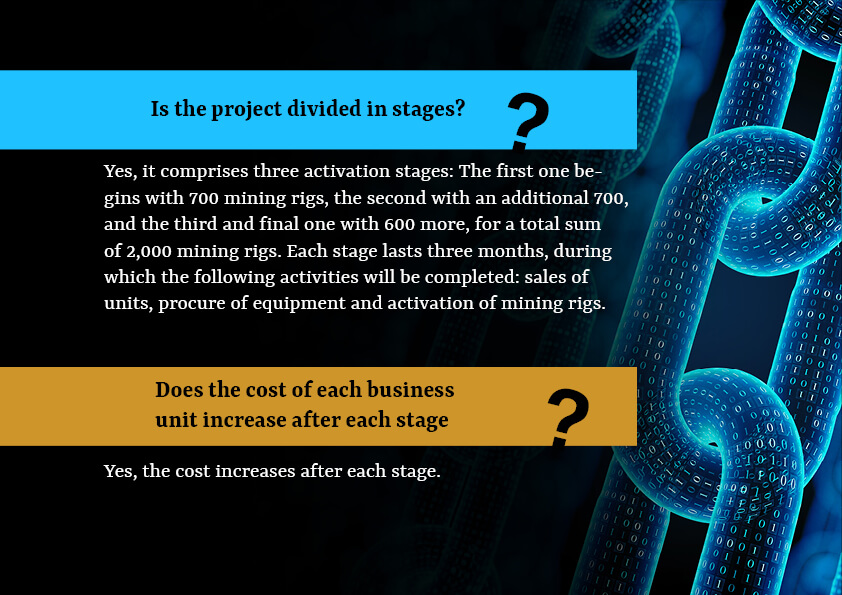 Is the project divided in stages?
Yes, it comprises three activation stages: The first one be-
gins with 700 mining rigs, the second with an additional 700,
and the third and final one with 600 more, for a total sum
of 2,000 mining rigs. Each stage lasts three months, during
which the following activities will be completed: sales of
units, procure of equipment and activation of mining rigs.
Does the cost of each business
unit increase after each stage
?
Yes, the cost increases after each stage.